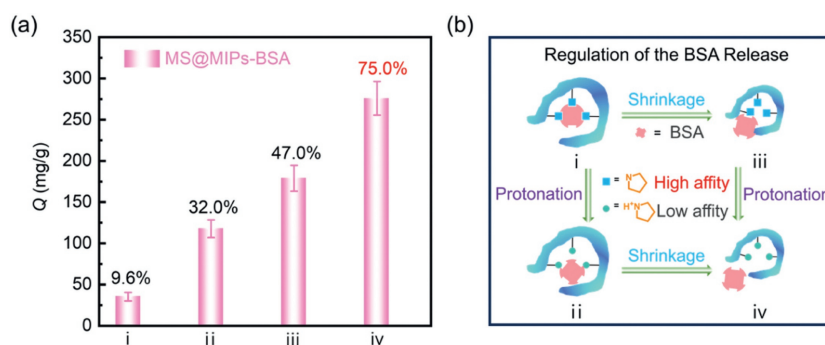 (a)
350
300
250
200
150
100
50
0
Q (mg/g)
MS@MIPs-BSA
9.6%
32.0%
47.0%
75.0%
i
ii
iii
iv
(b)
Regulation of the BSA Release
Shrinkage
= BSA
i
iii
Protonation
= N High affity
Protonation
= H⁺N Low affity
Shrinkage
ii
iv